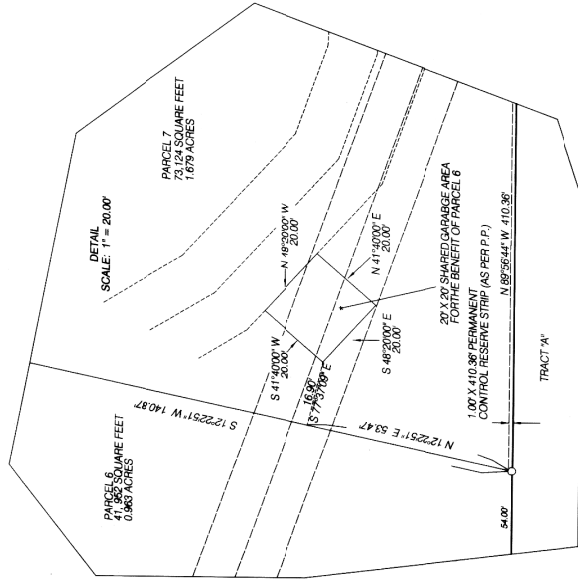 DETAIL
SCALE: 1" = 20.00'
PARCEL 7
73,124 SQUARE FEET
1.679 ACRES
PARCEL 6
41, 952 SQUARE FEET
0.963 ACRES
S 12°22'51" W 140.87'
N 48°20'00" W
20.00'
S 41°40'00" W
20.00'
N 41°40'00" E
20.00'
16.90'
S 77°37'09" E
S 48°20'00" E
20.00'
N 12°22'51" E 53.47'
20' X 20' SHARED GARABGE AREA
FORTHE BENEFIT OF PARCEL 6
1.00' X 410.36' PERMANENT
CONTROL RESERVE STRIP (AS PER P.P.)
54.00'
N 89°56'44" W 410.36'
TRACT "A"